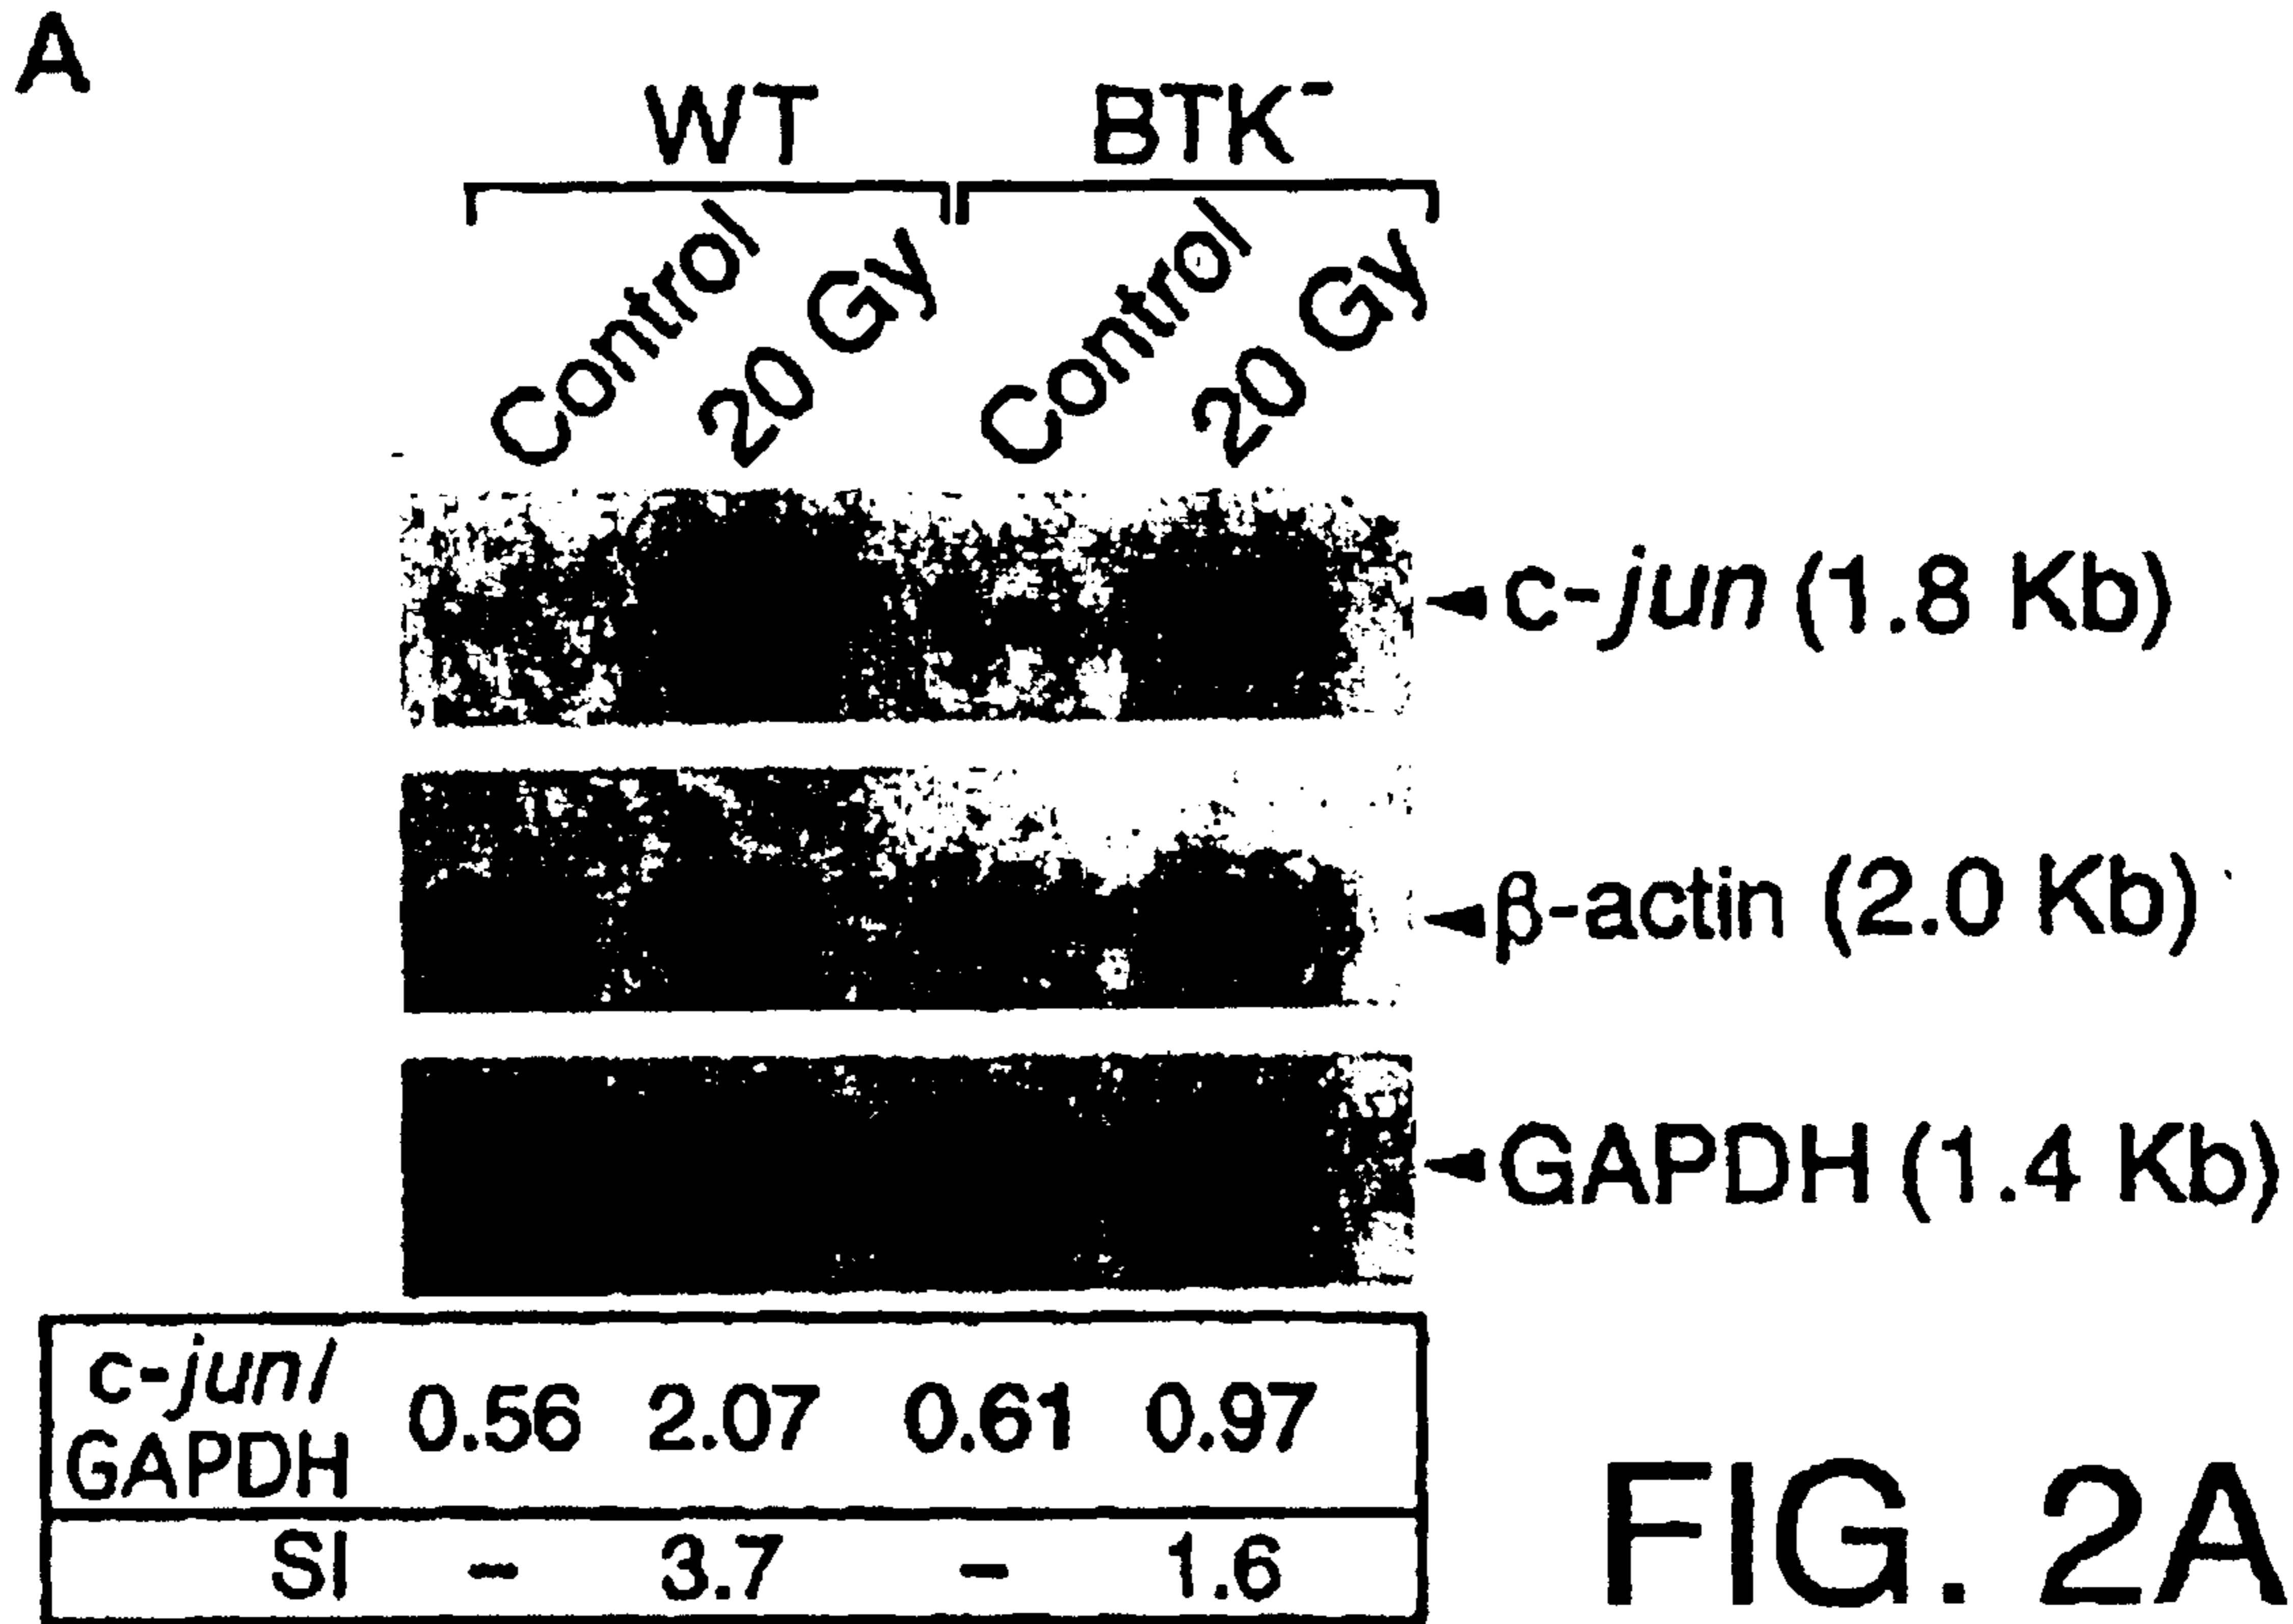 A
WT BTK⁻
Control 20 Gy Control 20 Gy
c-jun (1.8 Kb)
β-actin (2.0 Kb)
GAPDH (1.4 Kb)
c-jun/
GAPDH 0.56 2.07 0.61 0.97
SI - 3.7 - 1.6
FIG. 2A